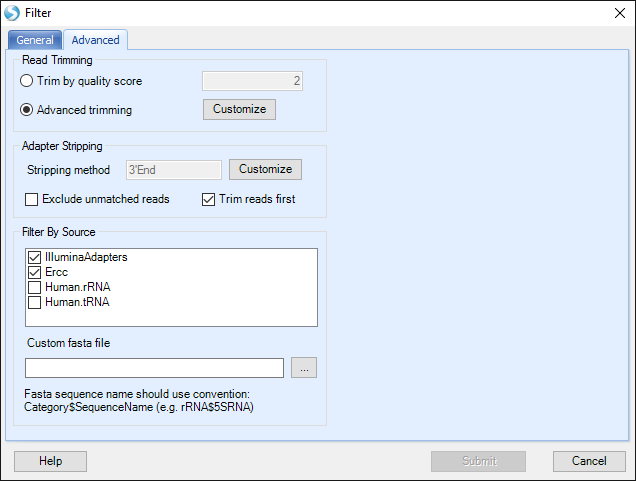 Filter
General
Advanced
Read Trimming
Trim by quality score
2
Advanced trimming
Customize
Adapter Stripping
Stripping method
3'End
Customize
Exclude unmatched reads
Trim reads first
Filter By Source
IlluminaAdapters
Ercc
Human.rRNA
Human.tRNA
Custom fasta file
...
Fasta sequence name should use convention:
Category$SequenceName (e.g. rRNA$5SRNA)
Help
Submit
Cancel